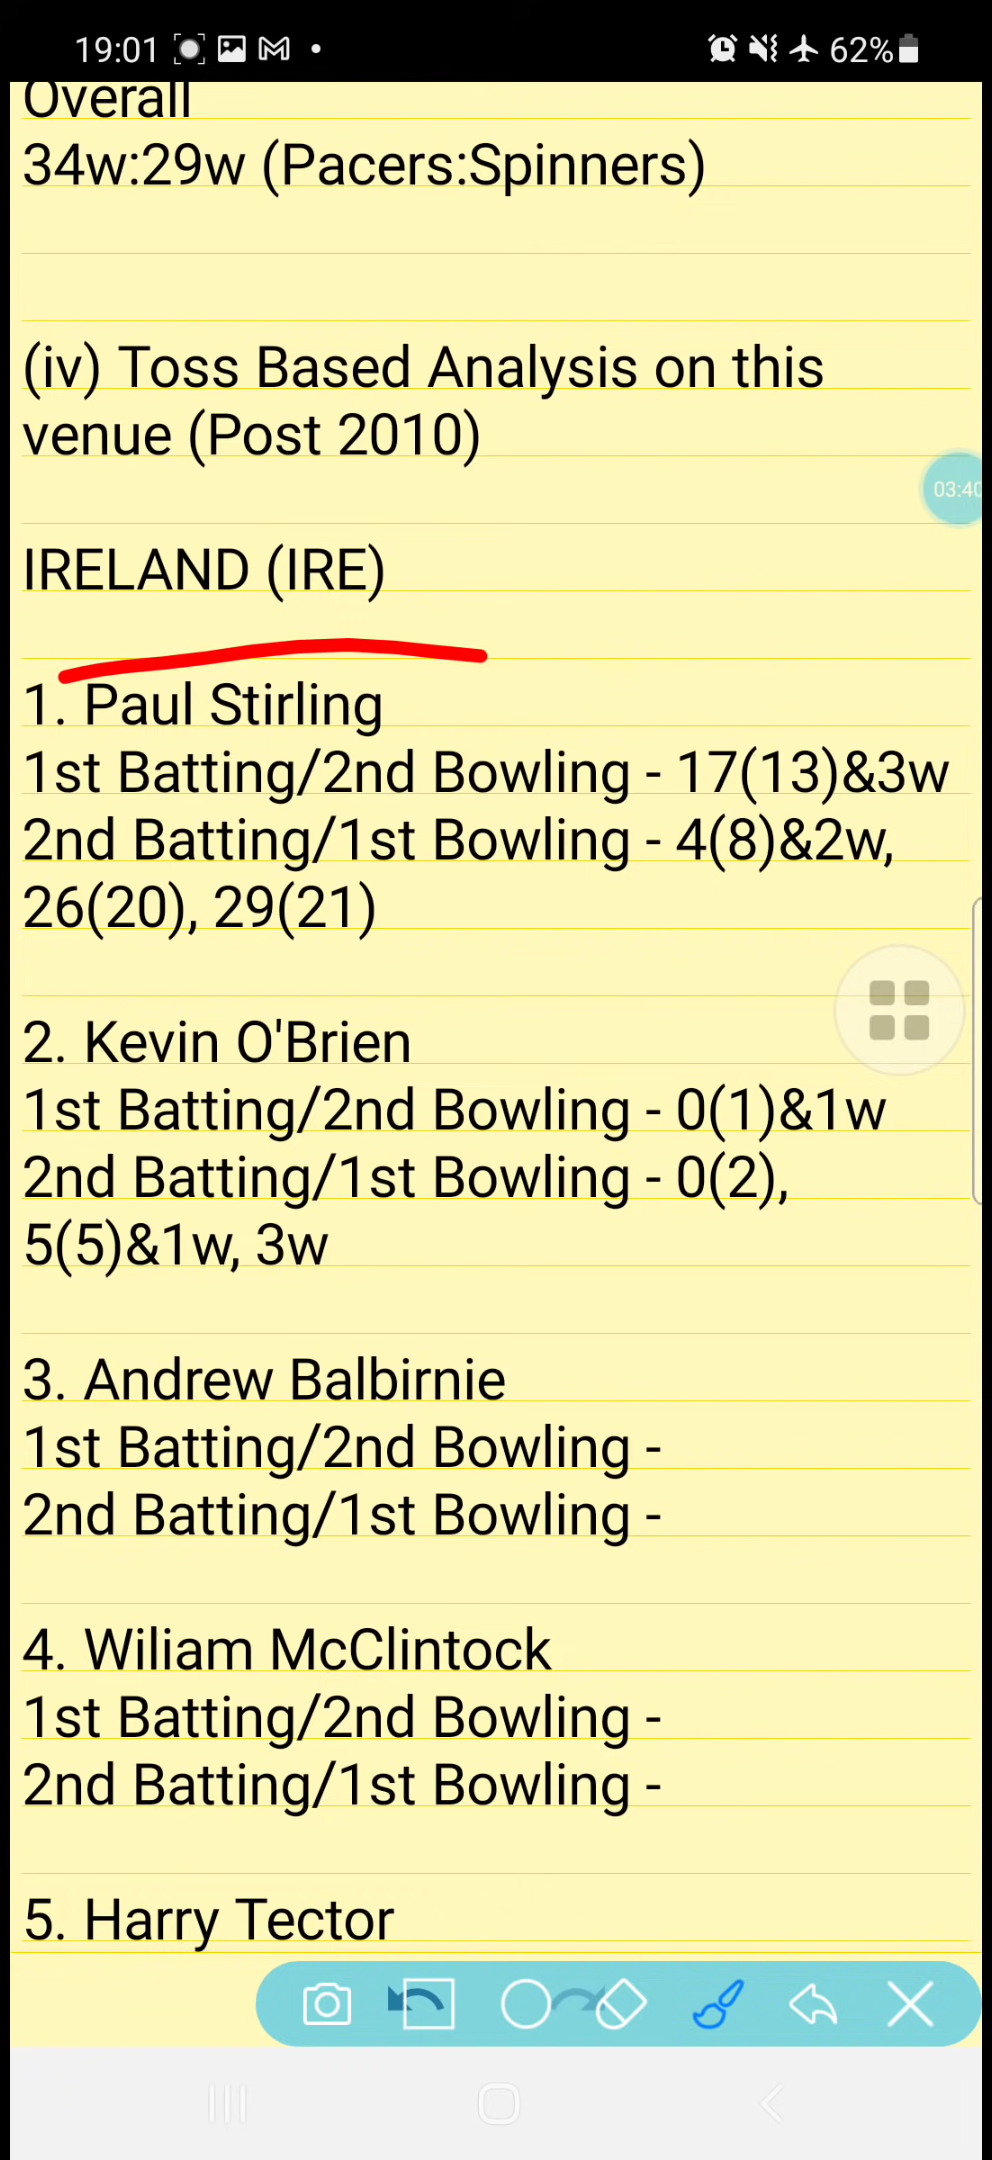 19:01
62%
Overall
34w:29w (Pacers:Spinners)
(iv) Toss Based Analysis on this
venue (Post 2010)
03:40
IRELAND (IRE)
1. Paul Stirling
1st Batting/2nd Bowling - 17(13)&3w
2nd Batting/1st Bowling - 4(8)&2w,
26(20), 29(21)
2. Kevin O'Brien
1st Batting/2nd Bowling - 0(1)&1w
2nd Batting/1st Bowling - 0(2),
5(5)&1w, 3w
3. Andrew Balbirnie
1st Batting/2nd Bowling -
2nd Batting/1st Bowling -
4. Wiliam McClintock
1st Batting/2nd Bowling -
2nd Batting/1st Bowling -
5. Harry Tector